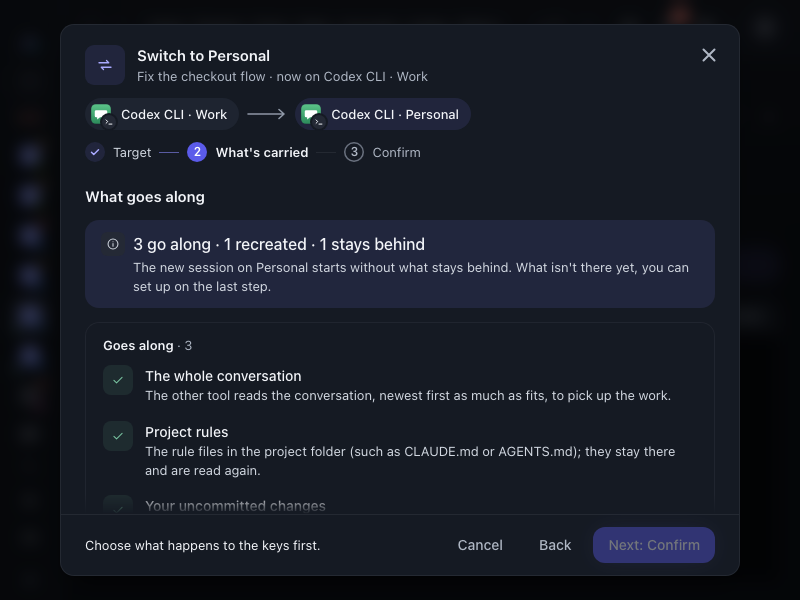 Switch to Personal
Fix the checkout flow · now on Codex CLI · Work
Codex CLI · Work
Codex CLI · Personal
Target
2 What's carried
3 Confirm
What goes along
3 go along · 1 recreated · 1 stays behind
The new session on Personal starts without what stays behind. What isn't there yet, you can
set up on the last step.
Goes along · 3
The whole conversation
The other tool reads the conversation, newest first as much as fits, to pick up the work.
Project rules
The rule files in the project folder (such as CLAUDE.md or AGENTS.md); they stay there
and are read again.
Your uncommitted changes
Choose what happens to the keys first.
Cancel
Back
Next: Confirm